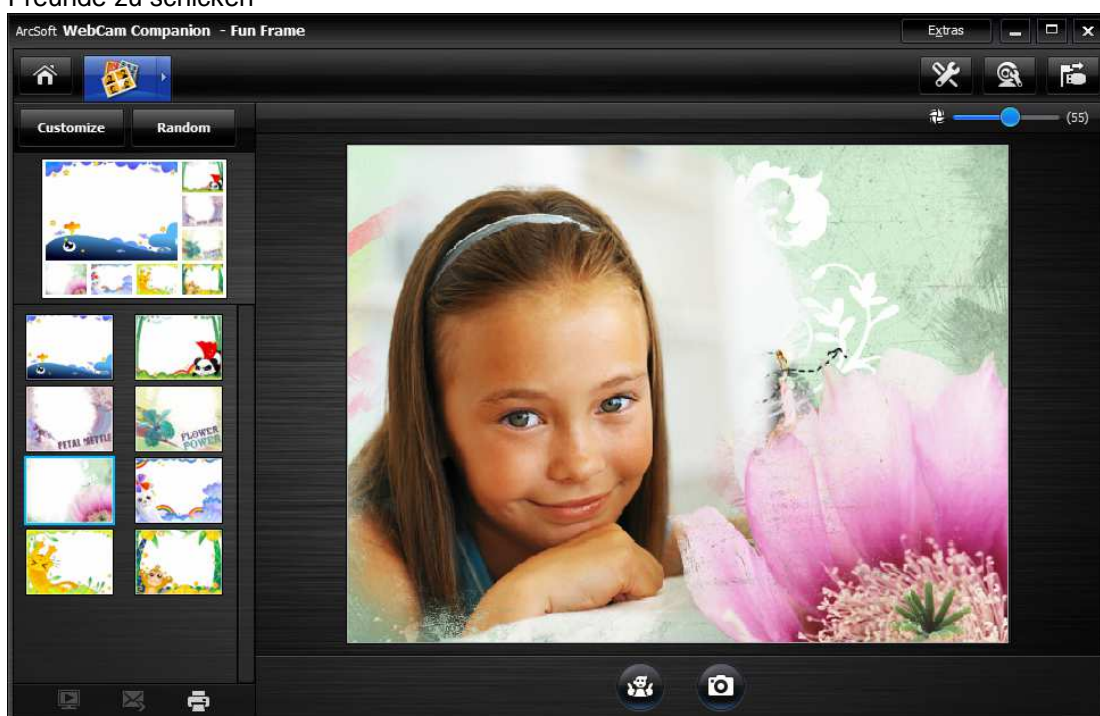 Freunde zu schicken
ArcSoft WebCam Companion - Fun Frame
Extras
Customize
Random
(55)
PETAL METTLE
FLOWER
POWER